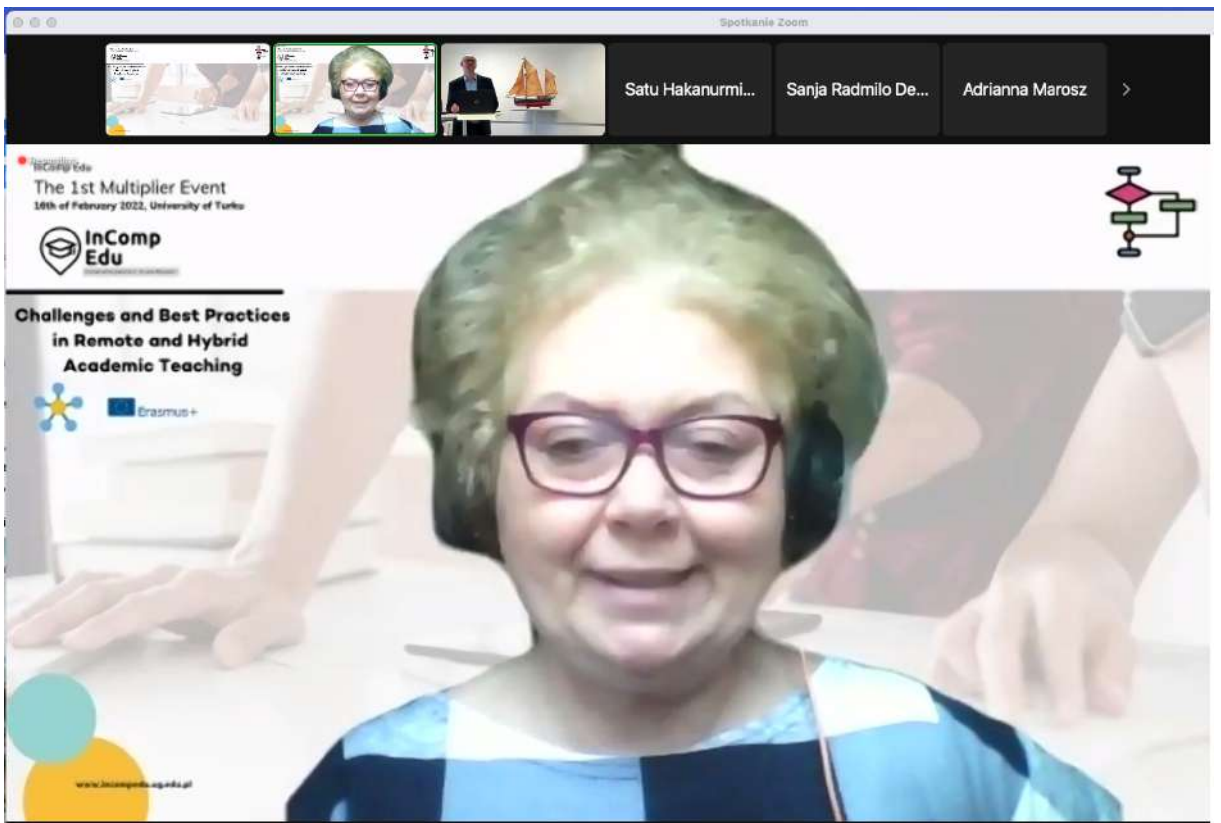 Spotkanie Zoom
Satu Hakanurmi...
Sanja Radmilo De...
Adrianna Marosz
InComp Edu
The 1st Multiplier Event
16th of February 2022, University of Turku
InComp
Edu
Challenges and Best Practices
in Remote and Hybrid
Academic Teaching
Erasmus+
www.incompedu.ug.edu.pl